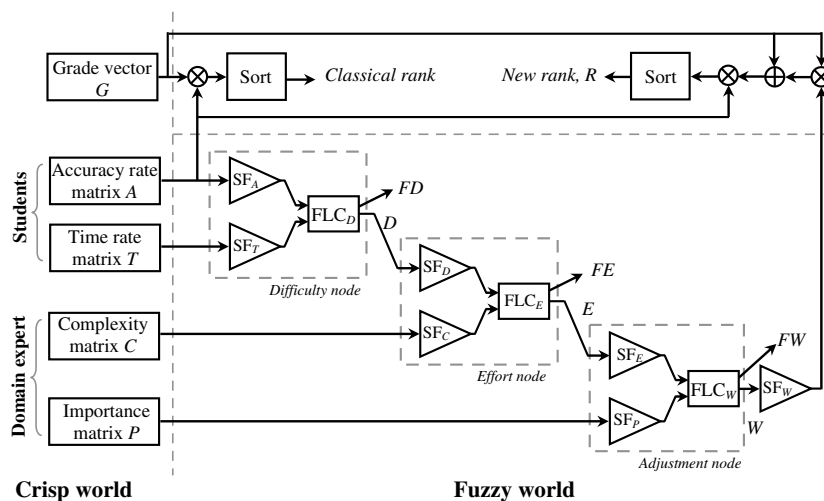 Grade vector
G
Sort
Classical rank
New rank, R
Sort
Students
Accuracy rate
matrix A
SF_A
FLC_D
FD
D
Time rate
matrix T
SF_T
Difficulty node
SF_D
FLC_E
FE
E
Domain expert
Complexity
matrix C
SF_C
Effort node
SF_E
FLC_W
FW
SF_W
W
Importance
matrix P
SF_P
Adjustment node
Crisp world
Fuzzy world